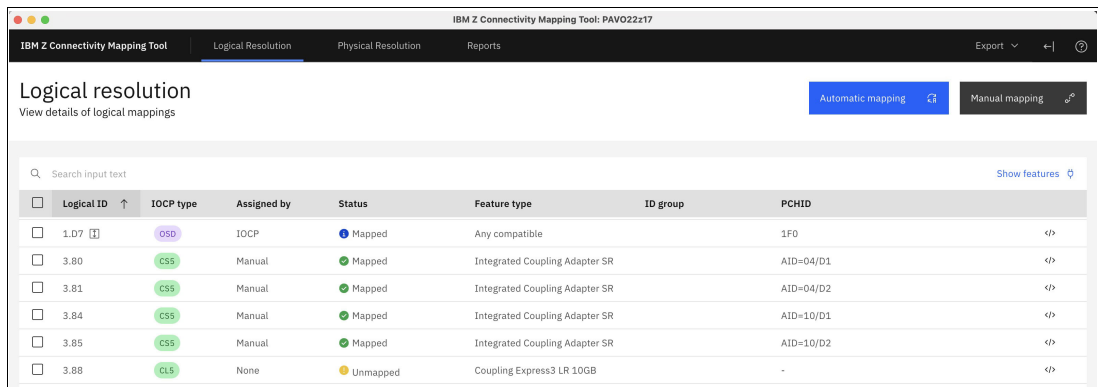 IBM Z Connectivity Mapping Tool: PAVO22z17
IBM Z Connectivity Mapping Tool Logical Resolution Physical Resolution Reports Export
Logical resolution
View details of logical mappings
Automatic mapping Manual mapping
Search input text Show features
Logical ID IOCP type Assigned by Status Feature type ID group PCHID
1.D7 OSD IOCP Mapped Any compatible 1F0 </>
3.80 CS5 Manual Mapped Integrated Coupling Adapter SR AID=04/D1 </>
3.81 CS5 Manual Mapped Integrated Coupling Adapter SR AID=04/D2 </>
3.84 CS5 Manual Mapped Integrated Coupling Adapter SR AID=10/D1 </>
3.85 CS5 Manual Mapped Integrated Coupling Adapter SR AID=10/D2 </>
3.88 CL5 None Unmapped Coupling Express3 LR 10GB - </>